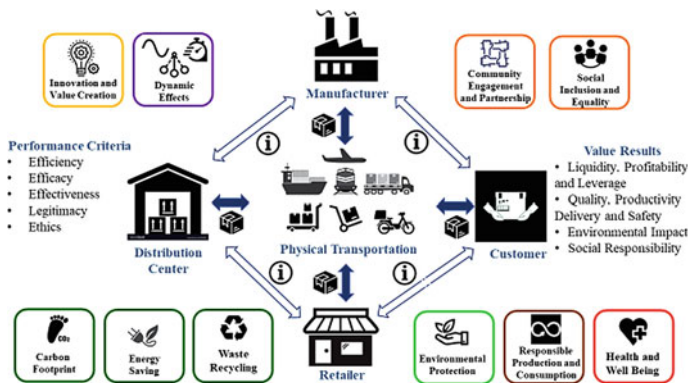 Innovation and
Value Creation
Dynamic
Effects
Manufacturer
Community
Engagement
and Partnership
Social
Inclusion and
Equality
i
i
Performance Criteria
• Efficiency
• Efficacy
• Effectiveness
• Legitimacy
• Ethics
Value Results
• Liquidity, Profitability
and Leverage
• Quality, Productivity
Delivery and Safety
• Environmental Impact
• Social Responsibility
Distribution
Center
Physical Transportation
Customer
i
i
CO₂
Carbon
Footprint
Energy
Saving
Waste
Recycling
Retailer
Environmental
Protection
Responsible
Production and
Consumption
Health and
Well Being